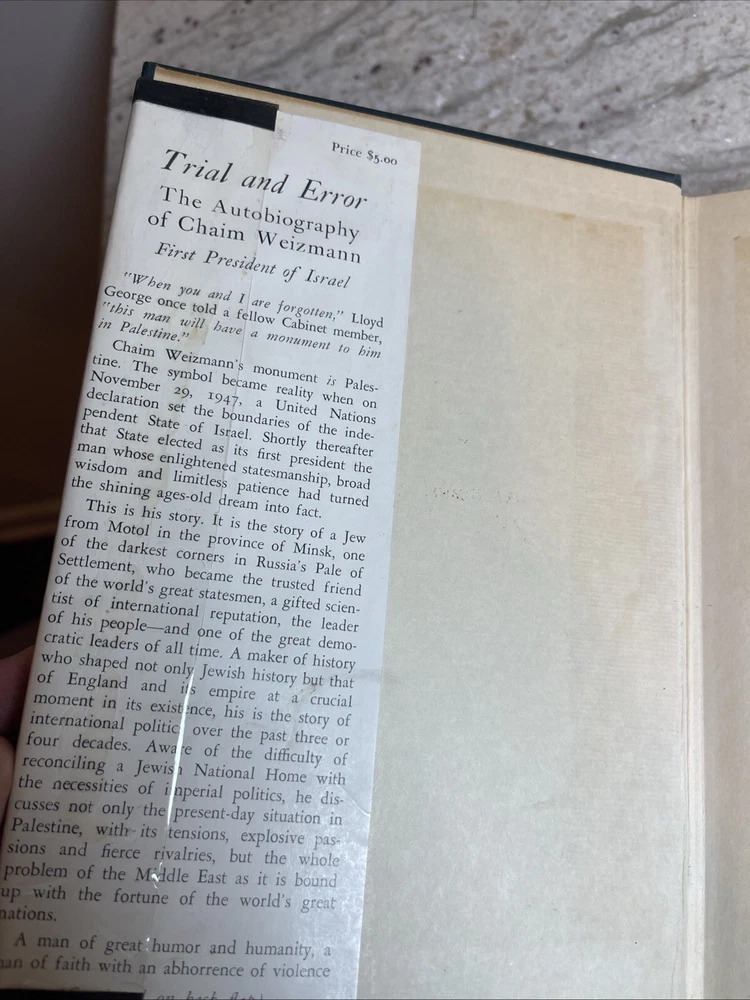 Price $5.00
Trial and Error
The Autobiography
of Chaim Weizmann
First President of Israel
"When you and I are forgotten," Lloyd
George once told a fellow Cabinet member,
"this man will have a monument to him
in Palestine."
Chaim Weizmann's monument is Pales-
tine. The symbol became reality when on
November 29, 1947, a United Nations
declaration set the boundaries of the inde-
pendent State of Israel. Shortly thereafter
that State elected as its first president the
man whose enlightened statesmanship, broad
wisdom and limitless patience had turned
the shining ages-old dream into fact.
This is his story. It is the story of a Jew
from Motol in the province of Minsk, one
of the darkest corners in Russia's Pale of
Settlement, who became the trusted friend
of the world's great statesmen, a gifted scien-
tist of international reputation, the leader
of his people—and one of the great demo-
cratic leaders of all time. A maker of history
who shaped not only Jewish history but that
of England and its empire at a crucial
moment in its existence, his is the story of
international politics over the past three or
four decades. Aware of the difficulty of
reconciling a Jewish National Home with
the necessities of imperial politics, he dis-
cusses not only the present-day situation in
Palestine, with its tensions, explosive pas-
sions and fierce rivalries, but the whole
problem of the Middle East as it is bound
up with the fortune of the world's great
nations.
A man of great humor and humanity, a
man of faith with an abhorrence of violence
on back flap)